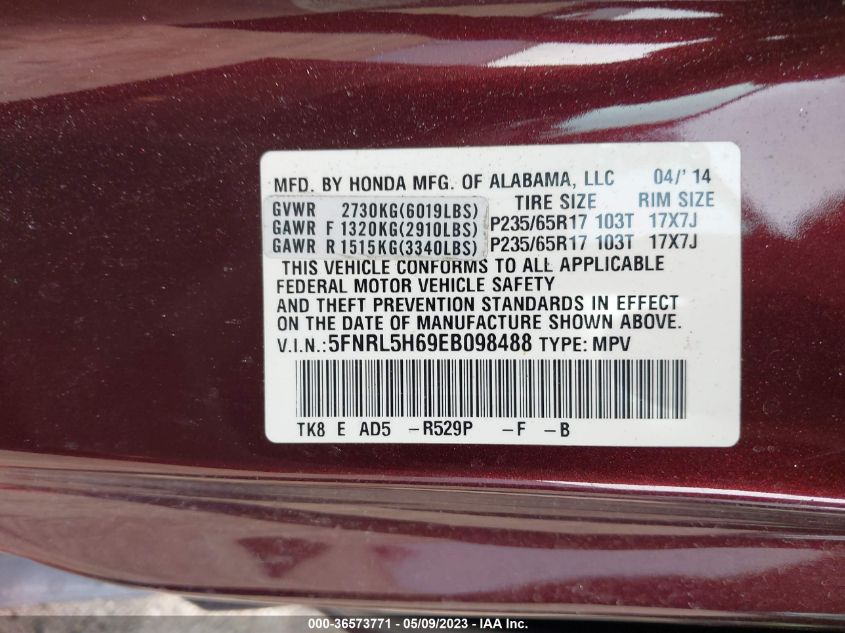 MFD. BY HONDA MFG. OF ALABAMA, LLC 04/'14
TIRE SIZE RIM SIZE
GVWR 2730KG(6019LBS)
GAWR F 1320KG(2910LBS) P235/65R17 103T 17X7J
GAWR R 1515KG(3340LBS) P235/65R17 103T 17X7J
THIS VEHICLE CONFORMS TO ALL APPLICABLE
FEDERAL MOTOR VEHICLE SAFETY
AND THEFT PREVENTION STANDARDS IN EFFECT
ON THE DATE OF MANUFACTURE SHOWN ABOVE.
V.I.N.:5FNRL5H69EB098488 TYPE: MPV
TK8 E AD5 -R529P -F -B
000-36573771 - 05/09/2023 - IAA Inc.